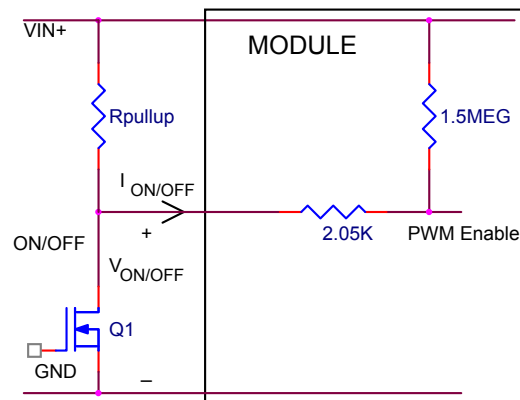 VIN+
MODULE
Rpullup
1.5MEG
I ON/OFF
+
2.05K
PWM Enable
ON/OFF
V ON/OFF
Q1
GND
–